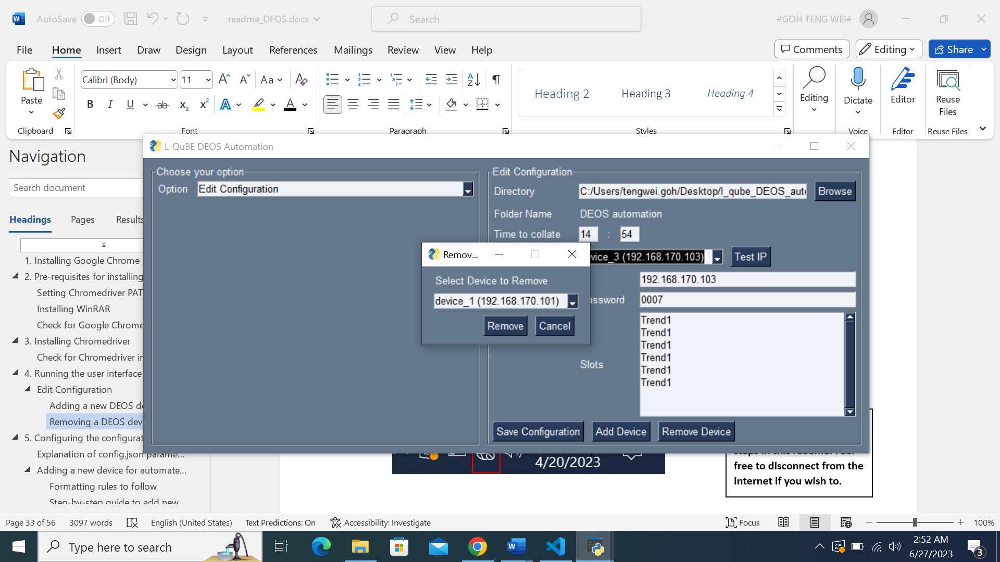 AutoSave Off readme_DEOS.docx Search #GOH TENG WEI#
File Home Insert Draw Design Layout References Mailings Review View Help Comments Editing Share
Paste Calibri (Body) 11 Aa Heading 2 Heading 3 Heading 4 Editing Dictate Editor Reuse Files
Clipboard Font Paragraph Styles Voice Editor Reuse Files
Navigation
Search document
Headings Pages Results
1. Installing Google Chrome
2. Pre-requisites for installing
Setting Chromedriver PAT
Installing WinRAR
Check for Google Chrome
3. Installing Chromedriver
Check for Chromedriver in
4. Running the user interface
Edit Configuration
Adding a new DEOS de
Removing a DEOS devi
5. Configuring the configurat
Explanation of config.json parame...
Adding a new device for automate...
Formatting rules to follow
Step-by-step guide to add new
L-QuBE DEOS Automation
Choose your option
Option Edit Configuration
Edit Configuration
Directory C:/Users/tengwei.goh/Desktop/l_qube_DEOS_auto Browse
Folder Name DEOS automation
Time to collate 14 : 54
vice_3 (192.168.170.103) Test IP
192.168.170.103
assword 0007
Slots
Trend1
Trend1
Trend1
Trend1
Trend1
Trend1
Save Configuration Add Device Remove Device
Remov...
Select Device to Remove
device_1 (192.168.170.101)
Remove Cancel
4/20/2023
free to disconnect from the
Internet if you wish to.
Page 33 of 56 3097 words English (United States) Text Predictions: On Accessibility: Investigate Focus 100%
Type here to search
2:52 AM
6/27/2023
3